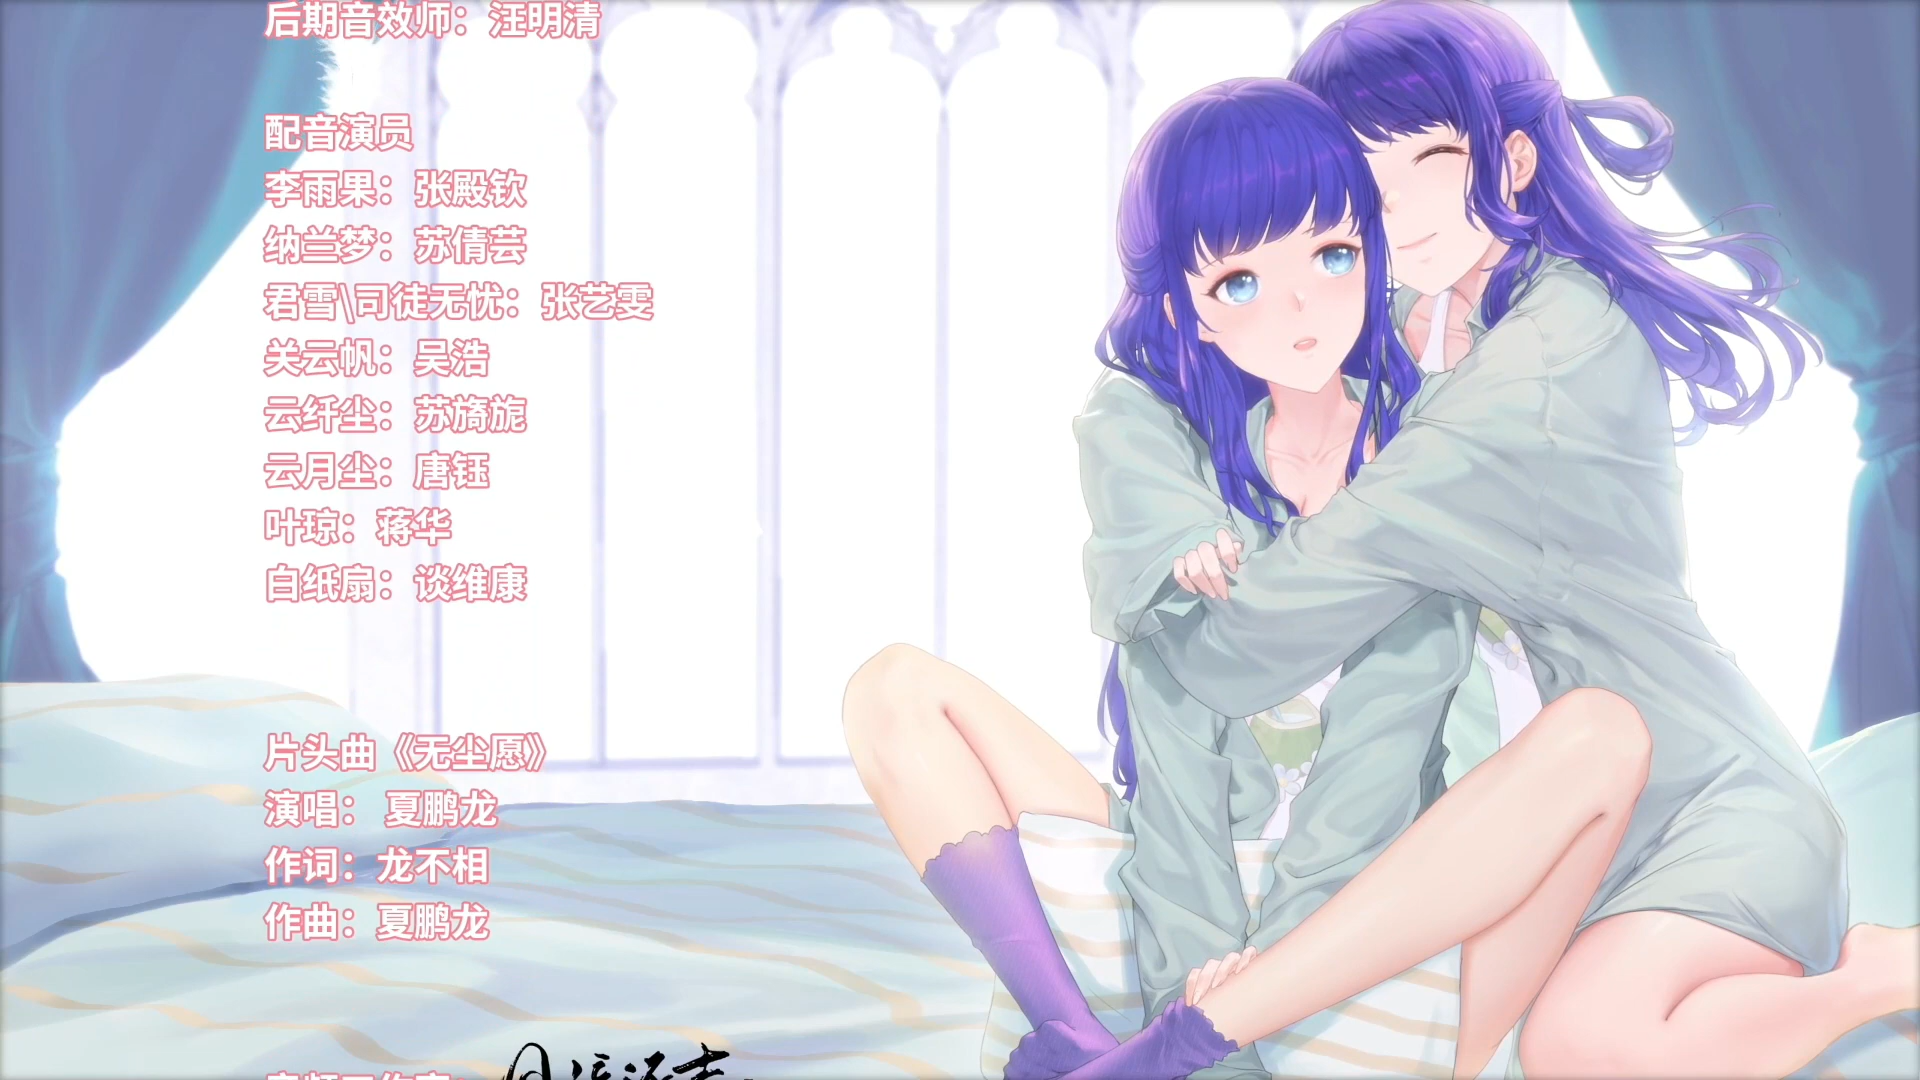 后期音效师：汪明清
配音演员
李雨果：张殿钦
纳兰梦：苏倩芸
君雪\司徒无忧：张艺雯
关云帆：吴浩
云纤尘：苏旖旎
云月尘：唐钰
叶琼：蒋华
白纸扇：谈维康
片头曲《无尘愿》
演唱： 夏鹏龙
作词：龙不相
作曲：夏鹏龙